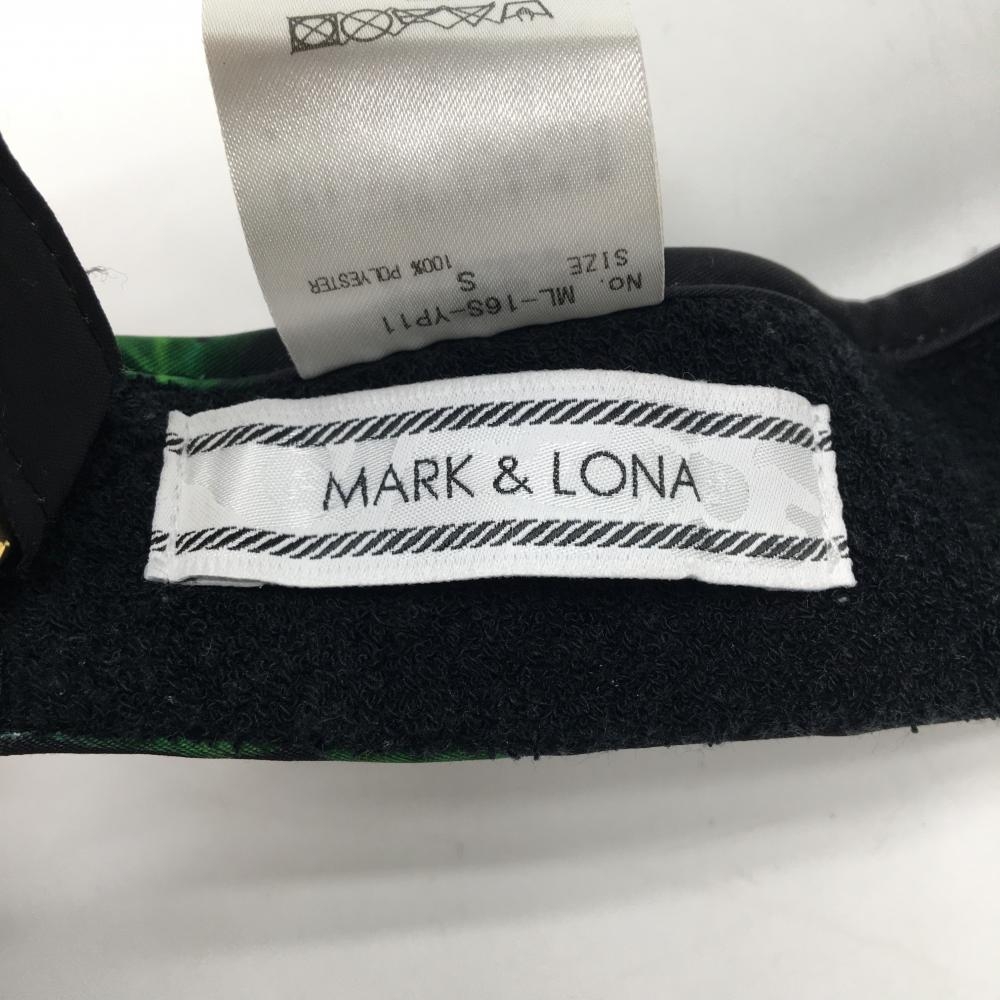 No. ML-16S-YP11
SIZE S
100% POLYESTER
MARK & LONA